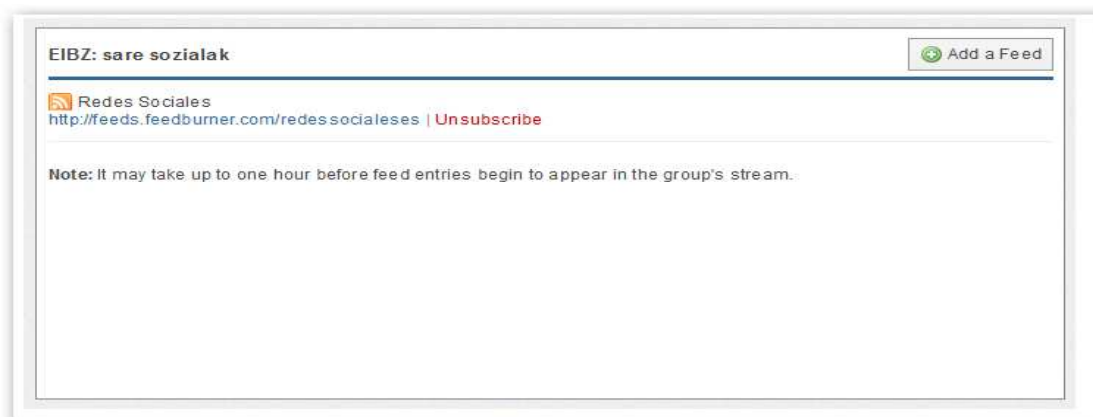 EIBZ: sare sozialak
Add a Feed
Redes Sociales
http://feeds.feedburner.com/redessocialeses | Unsubscribe
Note: It may take up to one hour before feed entries begin to appear in the group's stream.